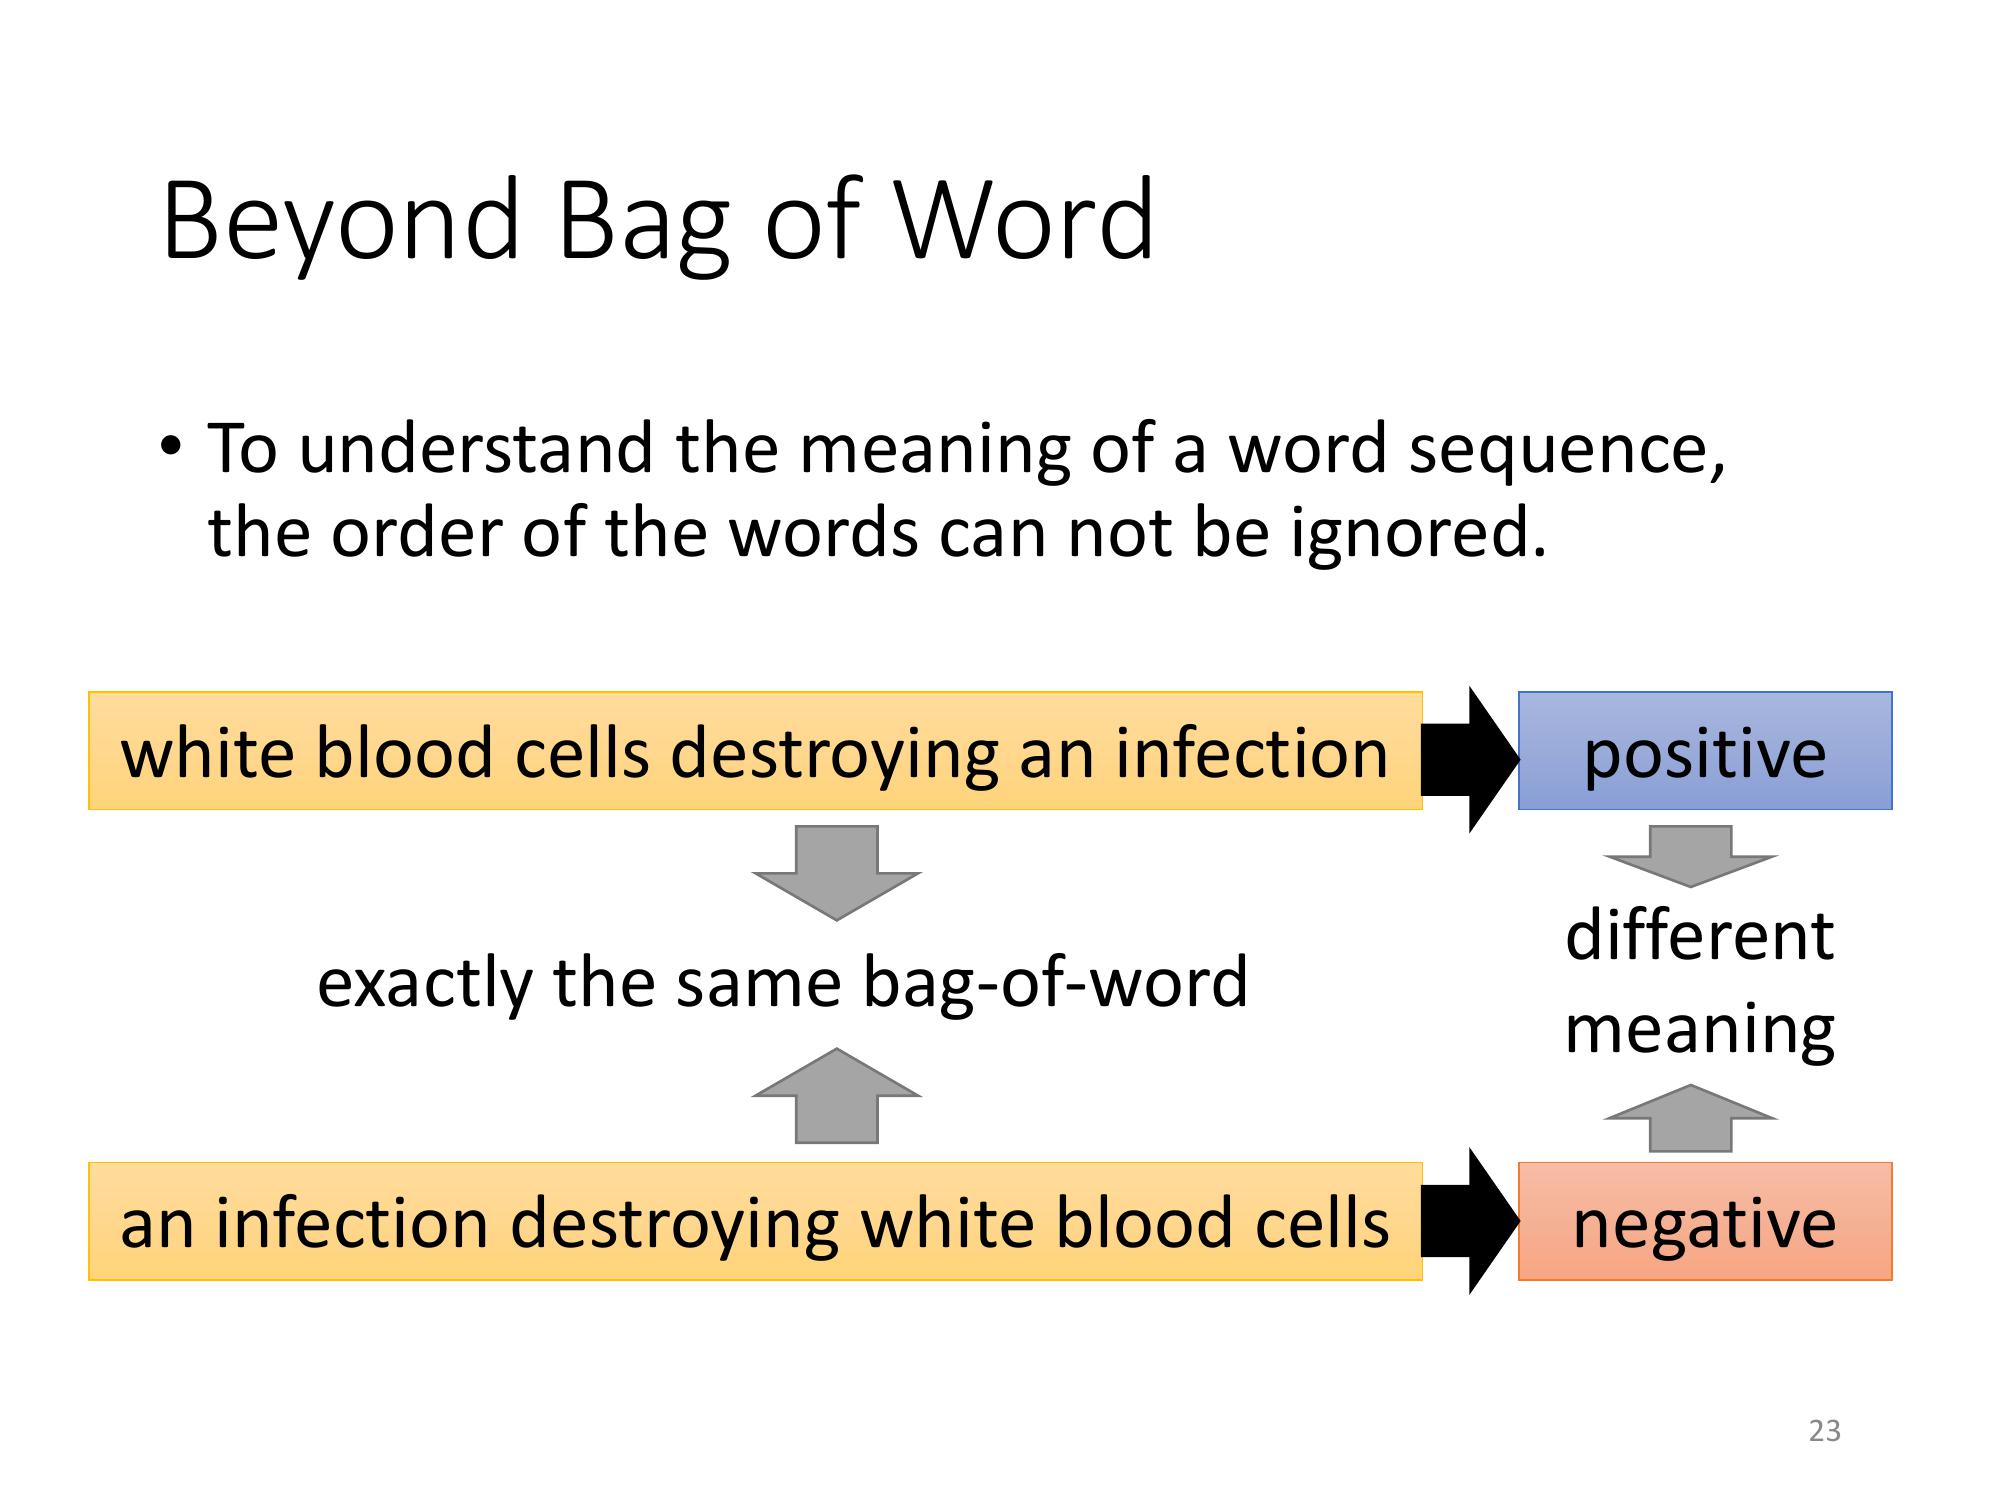 Beyond Bag of Word
• To understand the meaning of a word sequence,
the order of the words can not be ignored.
white blood cells destroying an infection
positive
exactly the same bag-of-word
different
meaning
an infection destroying white blood cells
negative
23